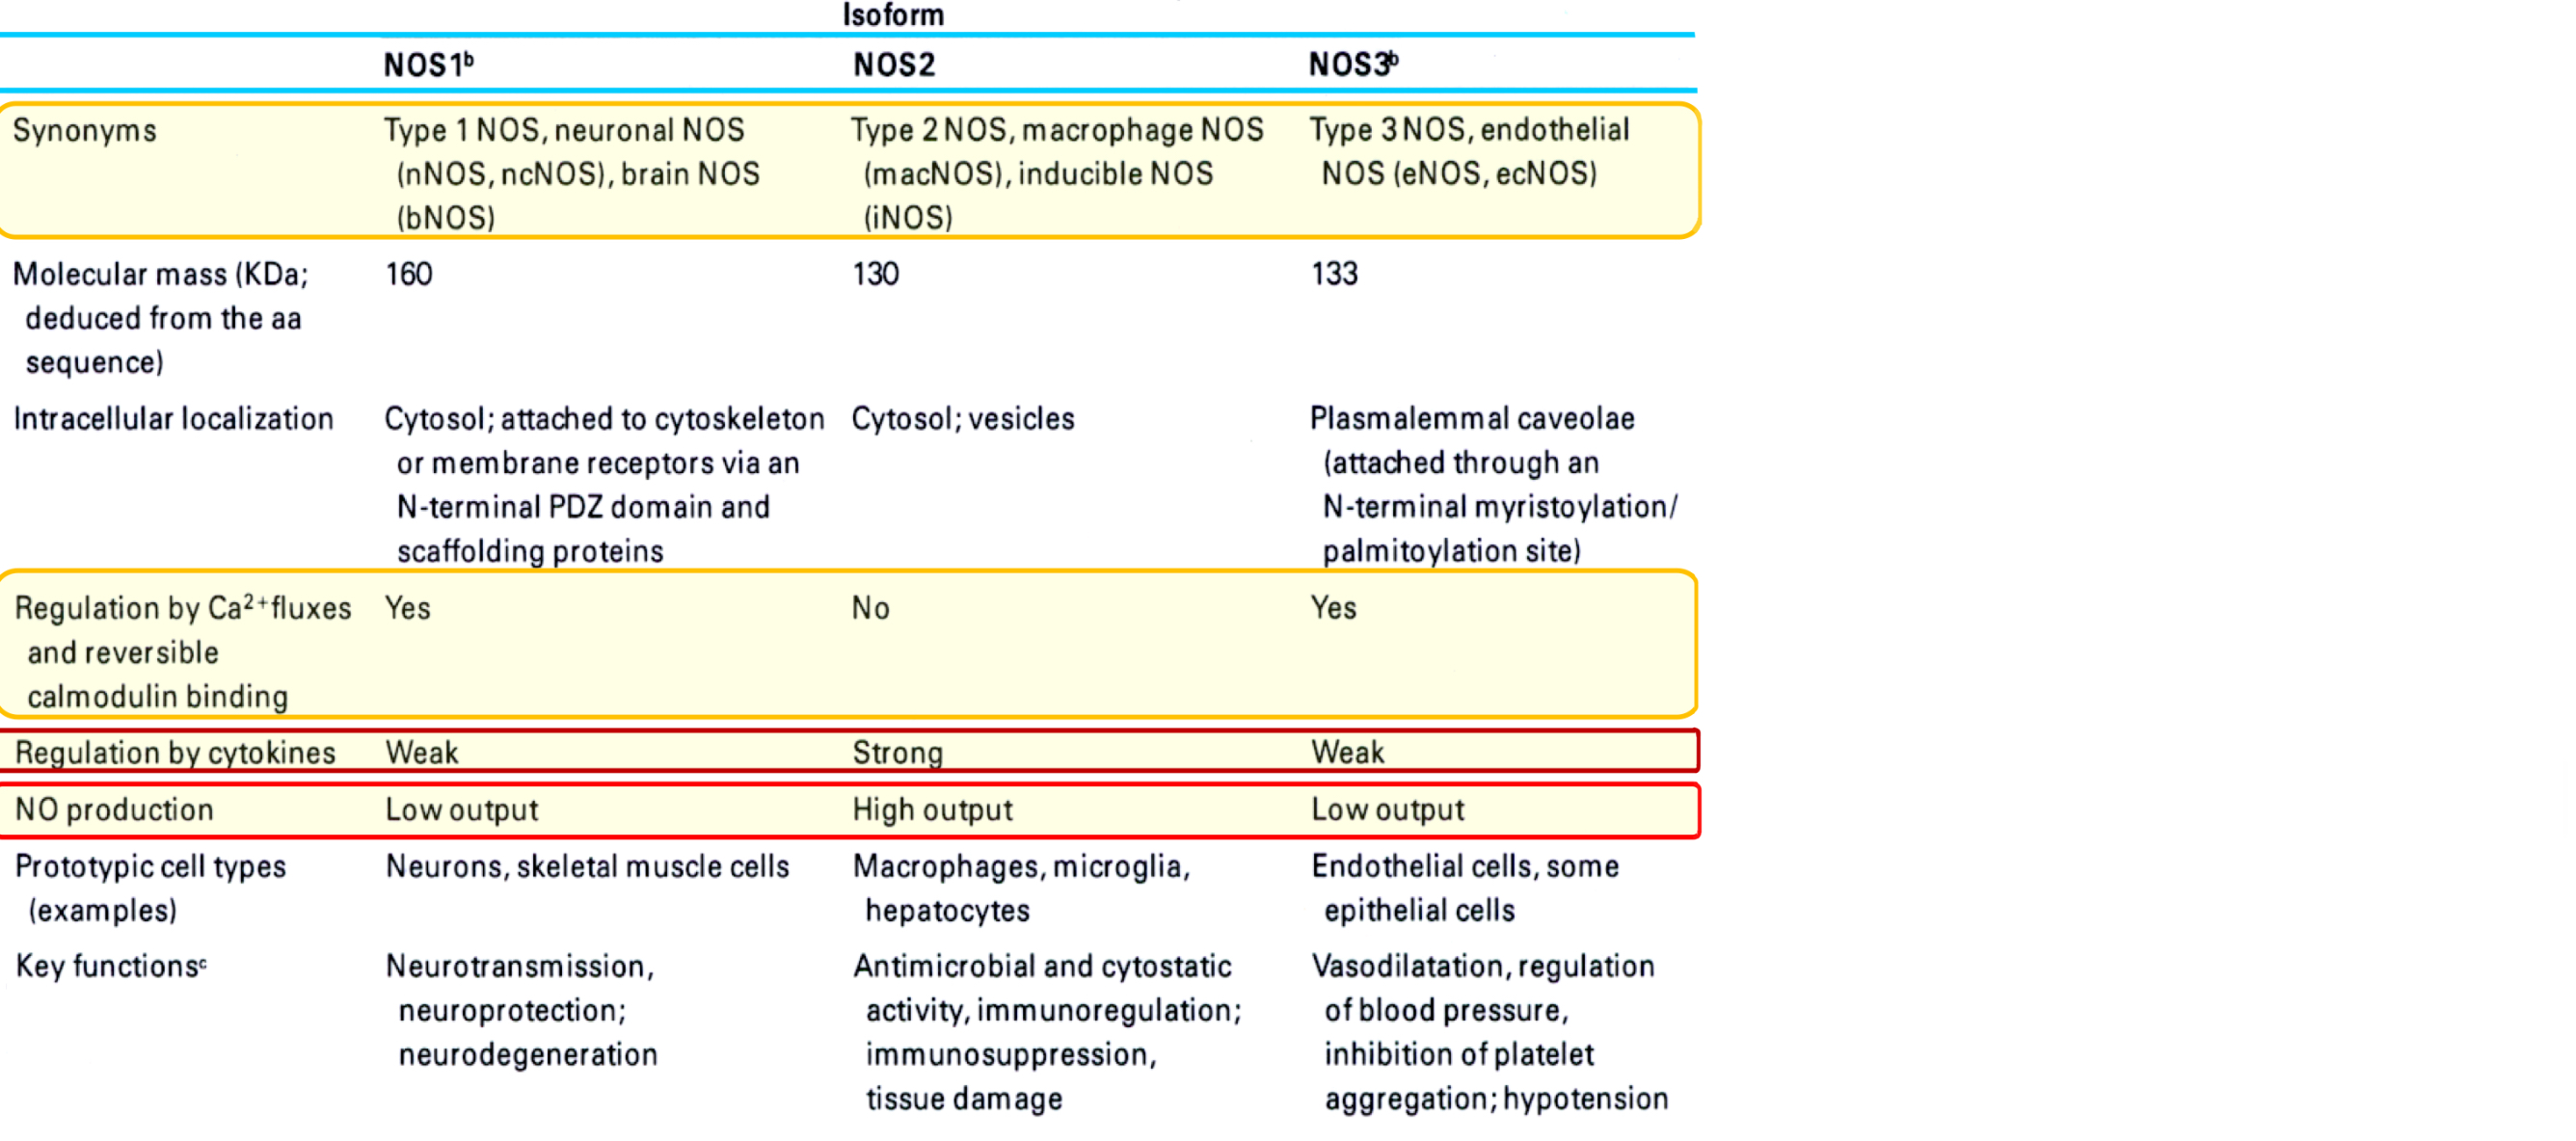 Isoform
NOS1ᵇ NOS2 NOS3ᵇ
Synonyms Type 1 NOS, neuronal NOS Type 2 NOS, macrophage NOS Type 3 NOS, endothelial
(nNOS, ncNOS), brain NOS (macNOS), inducible NOS NOS (eNOS, ecNOS)
(bNOS) (iNOS)
Molecular mass (KDa; 160 130 133
deduced from the aa
sequence)
Intracellular localization Cytosol; attached to cytoskeleton Cytosol; vesicles Plasmalemmal caveolae
or membrane receptors via an (attached through an
N-terminal PDZ domain and N-terminal myristoylation/
scaffolding proteins palmitoylation site)
Regulation by Ca²⁺ fluxes Yes No Yes
and reversible
calmodulin binding
Regulation by cytokines Weak Strong Weak
NO production Low output High output Low output
Prototypic cell types Neurons, skeletal muscle cells Macrophages, microglia, Endothelial cells, some
(examples) hepatocytes epithelial cells
Key functionsᶜ Neurotransmission, Antimicrobial and cytostatic Vasodilatation, regulation
neuroprotection; activity, immunoregulation; of blood pressure,
neurodegeneration immunosuppression, inhibition of platelet
tissue damage aggregation; hypotension